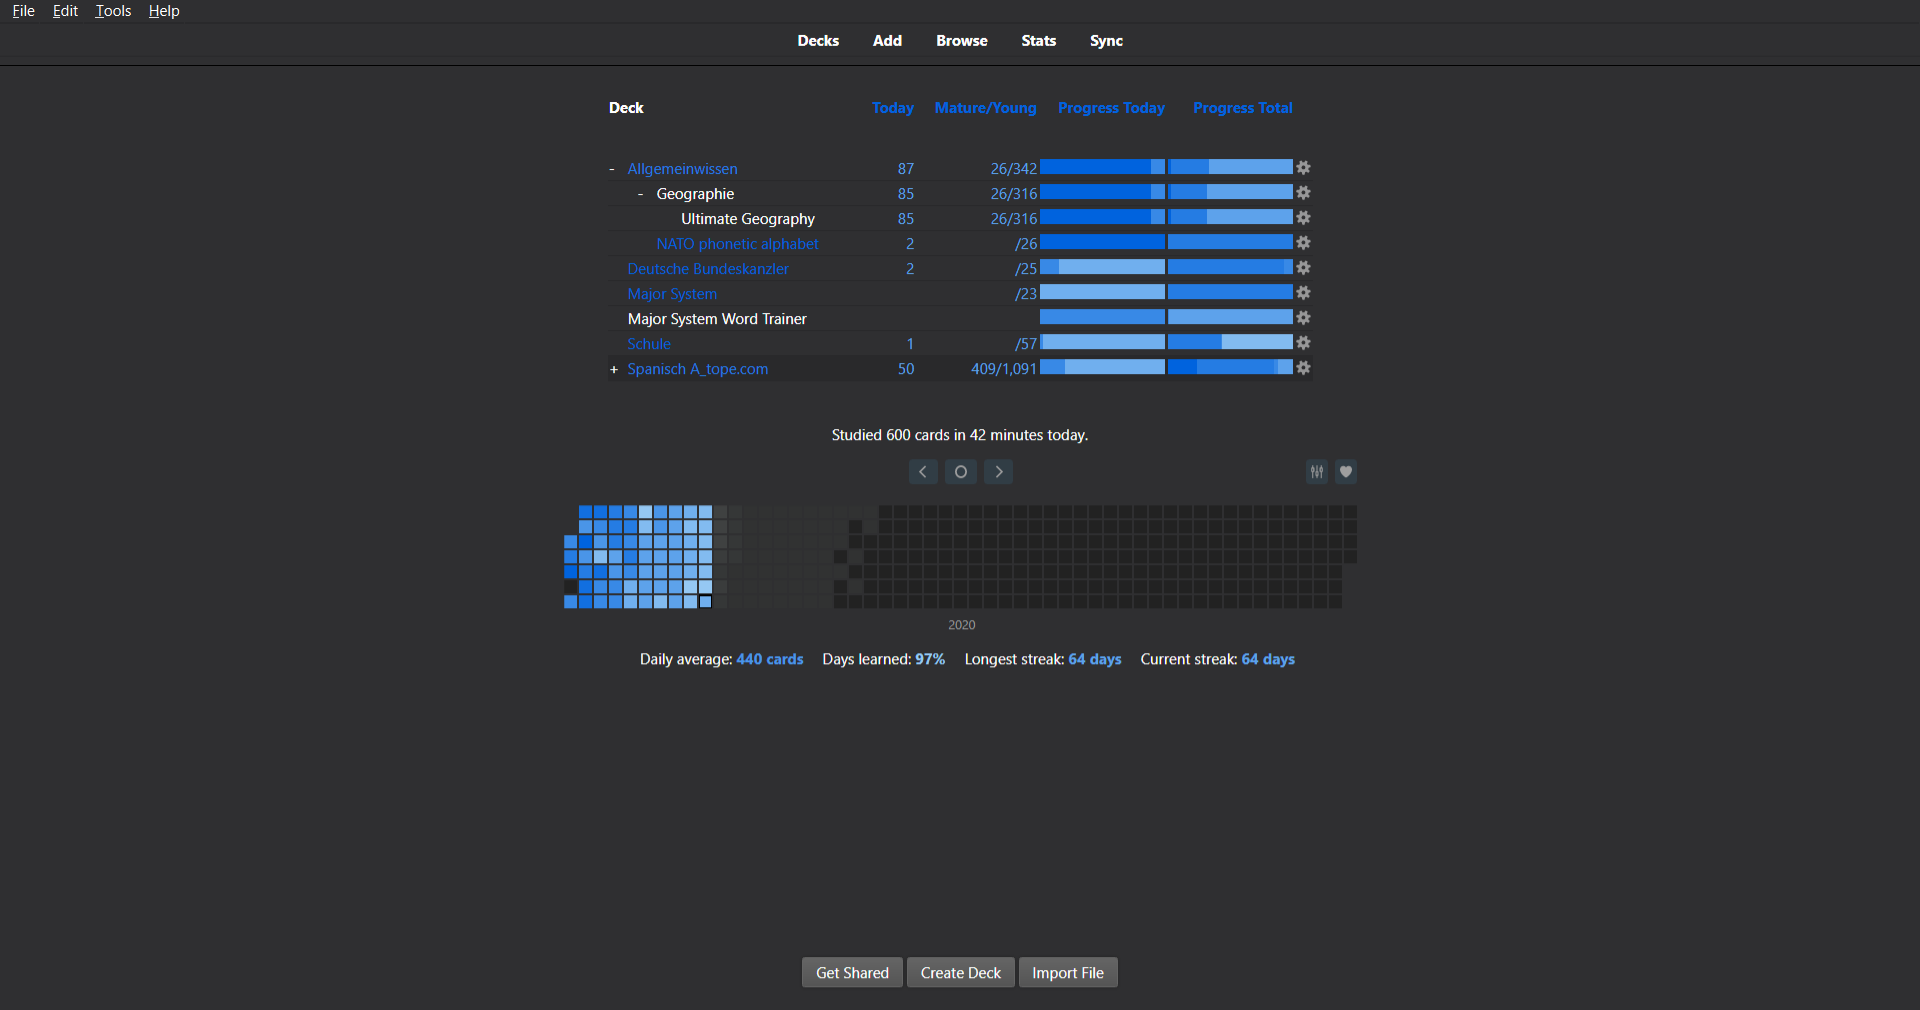 File Edit Tools Help
Decks Add Browse Stats Sync
Deck Today Mature/Young Progress Today Progress Total
- Allgemeinwissen 87 26/342
- Geographie 85 26/316
Ultimate Geography 85 26/316
NATO phonetic alphabet 2 /26
Deutsche Bundeskanzler 2 /25
Major System /23
Major System Word Trainer
Schule 1 /57
+ Spanisch A_tope.com 50 409/1,091
Studied 600 cards in 42 minutes today.
2020
Daily average: 440 cards Days learned: 97% Longest streak: 64 days Current streak: 64 days
Get Shared Create Deck Import File